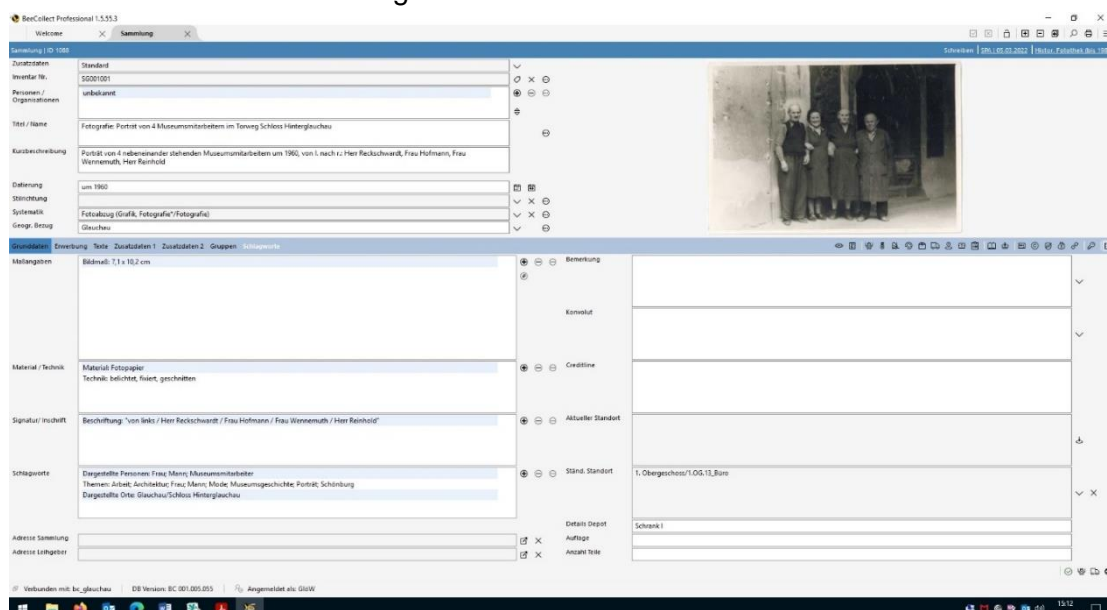 BeeCollect Professional 1.5.55.3
Welcome
Sammlung
Sammlung | ID 1088
Schreiben
Zusatzdaten
Standard
Inventar Nr.
SG001001
Personen /
Organisationen
unbekannt
Titel / Name
Fotografie: Porträt von 4 Museumsmitarbeitern im Torweg Schloss Hinterglauchau
Kurzbeschreibung
Porträt von 4 nebeneinander stehenden Museumsmitarbeitern um 1960, von l. nach r.: Herr Reckschwardt, Frau Hofmann, Frau
Wennemuth, Herr Reinhold
Datierung
um 1960
Stilrichtung
Systematik
Fotoabzug (Grafik, Fotografie*/Fotografie)
Geogr. Bezug
Glauchau
Grunddaten Erwerbung Texte Zusatzdaten 1 Zusatzdaten 2 Gruppen Schlagworte
Maßangaben
Bildmaß: 7,1 x 10,2 cm
Bemerkung
Konvolut
Material / Technik
Material: Fotopapier
Technik: belichtet, fixiert, geschnitten
Creditline
Signatur/ Inschrift
Beschriftung: "von links / Herr Reckschwardt / Frau Hofmann / Frau Wennemuth / Herr Reinhold"
Aktueller Standort
Schlagworte
Dargestellte Personen: Frau; Mann; Museumsmitarbeiter
Themen: Arbeit; Architektur; Frau; Mann; Mode; Museumsgeschichte; Porträt; Schönburg
Dargestellte Orte: Glauchau/Schloss Hinterglauchau
Ständ. Standort
1. Obergeschoss/1.OG.13_Büro
Details Depot
Schrank I
Adresse Sammlung
Auflage
Adresse Leihgeber
Anzahl Teile
Verbunden mit: bc_glauchau
DB Version: BC 001.005.055
Angemeldet als: GlikW
15:12